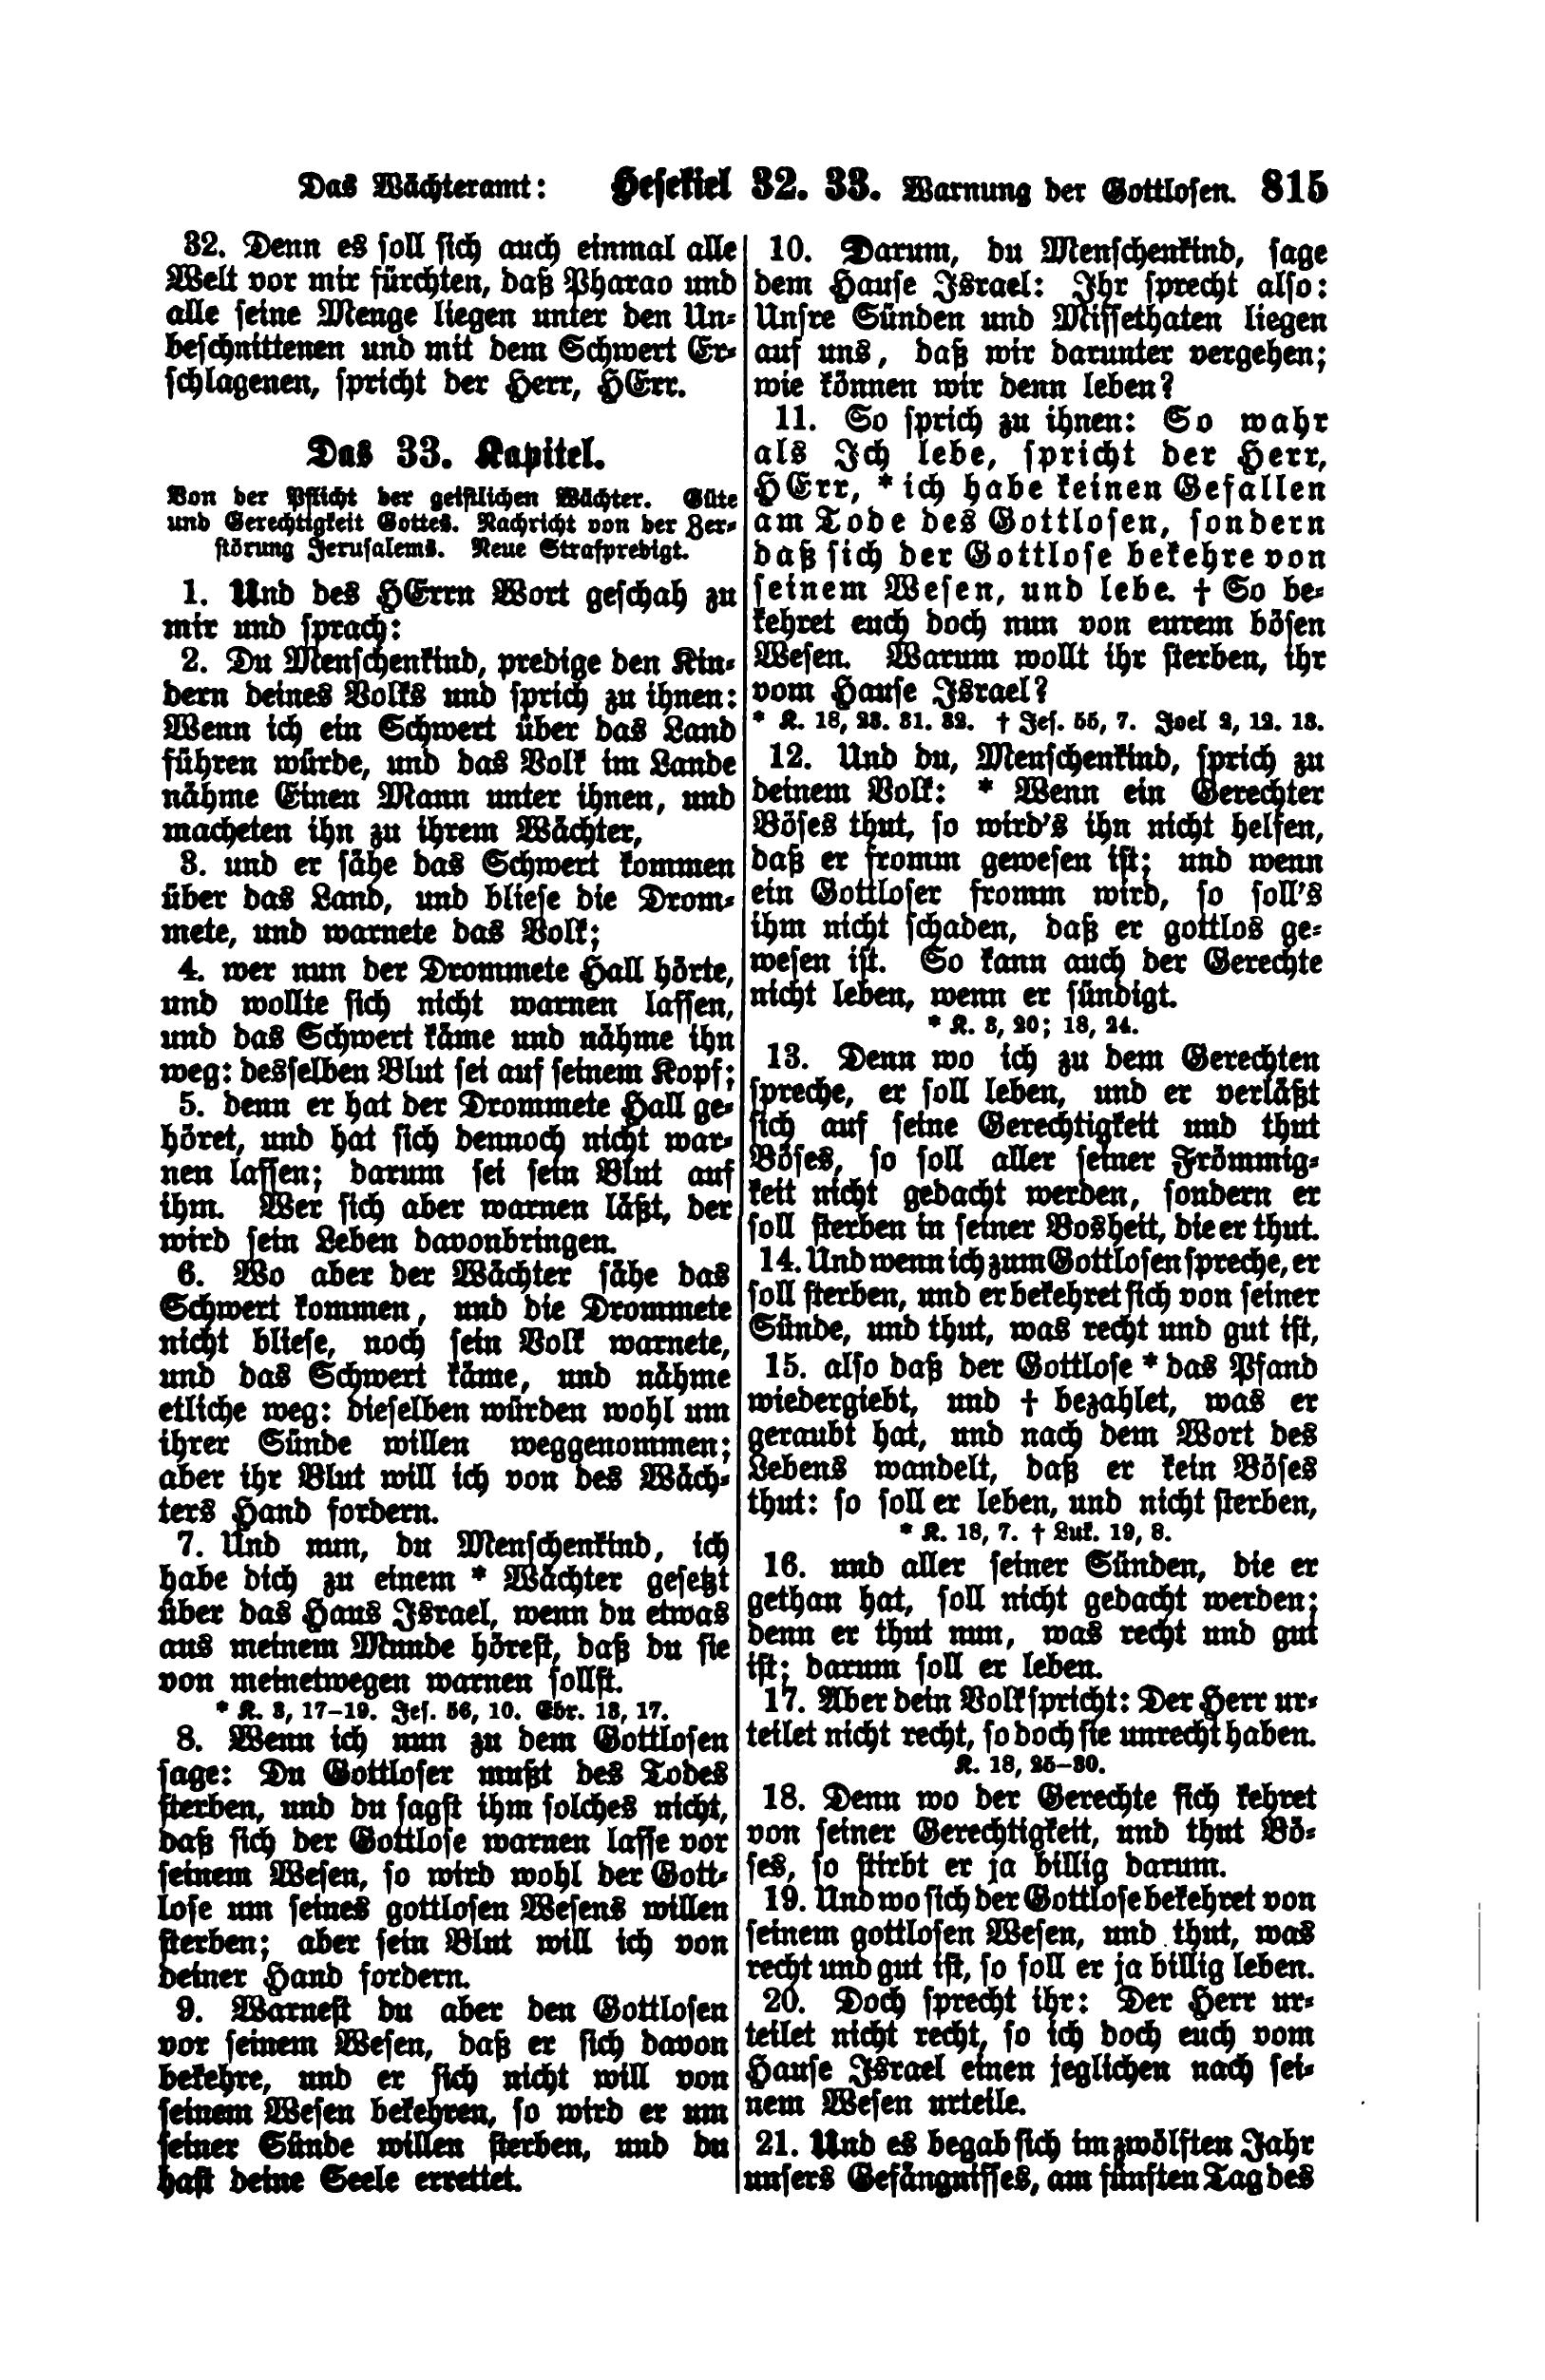 Das Wächteramt: Hesekiel 32. 33. Warnung der Gottlosen. 815
32. Denn es soll sich auch einmal alle
Welt vor mir fürchten, daß Pharao und
alle seine Menge liegen unter den Un-
beschnittenen und mit dem Schwert Er-
schlagenen, spricht der Herr, HErr.
Das 33. Kapitel.
Von der Pflicht der geistlichen Wächter. Güte
und Gerechtigkeit Gottes. Nachricht von der Zer-
störung Jerusalems. Neue Strafpredigt.
1. Und des HErrn Wort geschah zu
mir und sprach:
2. Du Menschenkind, predige den Kin-
dern deines Volks und sprich zu ihnen:
Wenn ich ein Schwert über das Land
führen würde, und das Volk im Lande
nähme Einen Mann unter ihnen, und
macheten ihn zu ihrem Wächter,
3. und er sähe das Schwert kommen
über das Land, und bliese die Drom-
mete, und warnete das Volk;
4. wer nun der Drommete Hall hörte,
und wollte sich nicht warnen lassen,
und das Schwert käme und nähme ihn
weg: desselben Blut sei auf seinem Kopf;
5. denn er hat der Drommete Hall ge-
höret, und hat sich dennoch nicht war-
nen lassen; darum sei sein Blut auf
ihm. Wer sich aber warnen läßt, der
wird sein Leben davonbringen.
6. Wo aber der Wächter sähe das
Schwert kommen, und die Drommete
nicht bliese, noch sein Volk warnete,
und das Schwert käme, und nähme
etliche weg: dieselben würden wohl um
ihrer Sünde willen weggenommen;
aber ihr Blut will ich von des Wäch-
ters Hand fordern.
7. Und nun, du Menschenkind, ich
habe dich zu einem * Wächter gesetzt
über das Haus Israel, wenn du etwas
aus meinem Munde hörest, daß du sie
von meinetwegen warnen sollst.
* K. 3, 17–19. Jes. 56, 10. Ebr. 13, 17.
8. Wenn ich nun zu dem Gottlosen
sage: Du Gottloser mußt des Todes
sterben, und du sagst ihm solches nicht,
daß sich der Gottlose warnen lasse vor
seinem Wesen, so wird wohl der Gott-
lose um seines gottlosen Wesens willen
sterben; aber sein Blut will ich von
deiner Hand fordern.
9. Warnest du aber den Gottlosen
vor seinem Wesen, daß er sich davon
bekehre, und er sich nicht will von
seinem Wesen bekehren, so wird er um
seiner Sünde willen sterben, und du
hast deine Seele errettet.
10. Darum, du Menschenkind, sage
dem Hause Israel: Ihr sprecht also:
Unsre Sünden und Missethaten liegen
auf uns, daß wir darunter vergehen;
wie können wir denn leben?
11. So sprich zu ihnen: So wahr
als Ich lebe, spricht der Herr,
HErr, * ich habe keinen Gefallen
am Tode des Gottlosen, sondern
daß sich der Gottlose bekehre von
seinem Wesen, und lebe. † So be-
kehret euch doch nun von eurem bösen
Wesen. Warum wollt ihr sterben, ihr
vom Hause Israel?
* K. 18, 23. 31. 32. † Jes. 55, 7. Joel 2, 12. 13.
12. Und du, Menschenkind, sprich zu
deinem Volk: * Wenn ein Gerechter
Böses thut, so wird's ihn nicht helfen,
daß er fromm gewesen ist; und wenn
ein Gottloser fromm wird, so soll's
ihm nicht schaden, daß er gottlos ge-
wesen ist. So kann auch der Gerechte
nicht leben, wenn er sündigt.
* K. 3, 20; 18, 24.
13. Denn wo ich zu dem Gerechten
spreche, er soll leben, und er verläßt
sich auf seine Gerechtigkeit und thut
Böses, so soll aller seiner Frömmig-
keit nicht gedacht werden, sondern er
soll sterben in seiner Bosheit, die er thut.
14. Und wenn ich zum Gottlosen spreche, er
soll sterben, und er bekehret sich von seiner
Sünde, und thut, was recht und gut ist,
15. also daß der Gottlose * das Pfand
wiedergiebt, und † bezahlet, was er
geraubt hat, und nach dem Wort des
Lebens wandelt, daß er kein Böses
thut: so soll er leben, und nicht sterben,
* K. 18, 7. † Luk. 19, 8.
16. und aller seiner Sünden, die er
gethan hat, soll nicht gedacht werden;
denn er thut nun, was recht und gut
ist; darum soll er leben.
17. Aber dein Volk spricht: Der Herr ur-
teilet nicht recht, so doch sie unrecht haben.
K. 18, 25–30.
18. Denn wo der Gerechte sich kehret
von seiner Gerechtigkeit, und thut Bö-
ses, so stirbt er ja billig darum.
19. Und wo sich der Gottlose bekehret von
seinem gottlosen Wesen, und thut, was
recht und gut ist, so soll er ja billig leben.
20. Doch sprecht ihr: Der Herr ur-
teilet nicht recht, so ich doch euch vom
Hause Israel einen jeglichen nach sei-
nem Wesen urteile.
21. Und es begab sich im zwölften Jahr
unsers Gefängnisses, am fünften Tag des